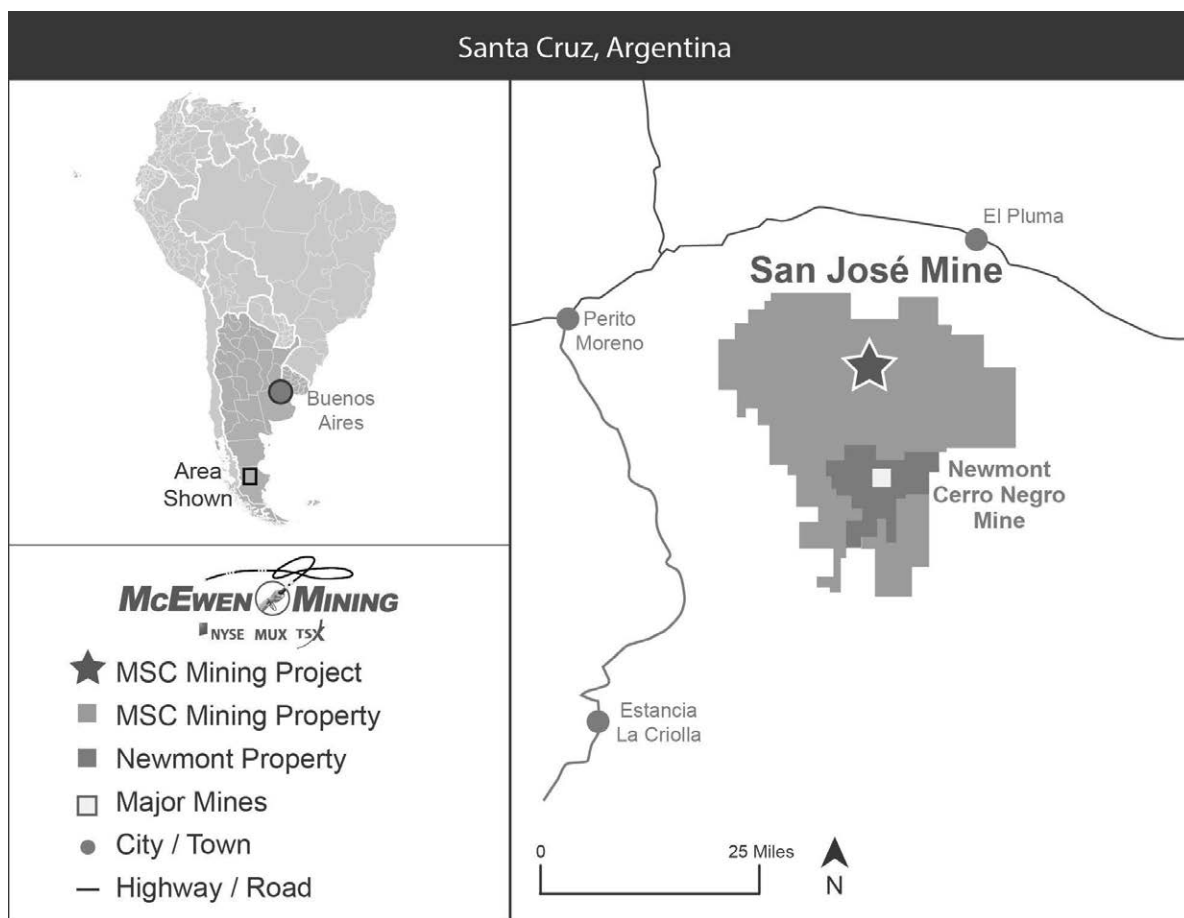 Santa Cruz, Argentina
Buenos
Aires
Area
Shown
McEWEN MINING
NYSE MUX TSX
MSC Mining Project
MSC Mining Property
Newmont Property
Major Mines
City / Town
Highway / Road
El Pluma
San José Mine
Perito
Moreno
Newmont
Cerro Negro
Mine
Estancia
La Criolla
0 25 Miles
N